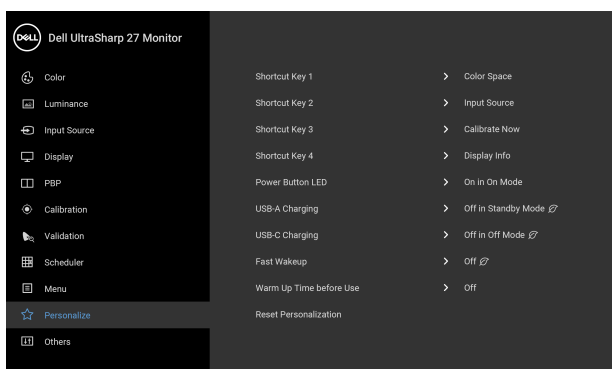 DELL Dell UltraSharp 27 Monitor
Color
Luminance
Input Source
Display
PBP
Calibration
Validation
Scheduler
Menu
Personalize
Others
Shortcut Key 1 > Color Space
Shortcut Key 2 > Input Source
Shortcut Key 3 > Calibrate Now
Shortcut Key 4 > Display Info
Power Button LED > On in On Mode
USB-A Charging > Off in Standby Mode
USB-C Charging > Off in Off Mode
Fast Wakeup > Off
Warm Up Time before Use > Off
Reset Personalization